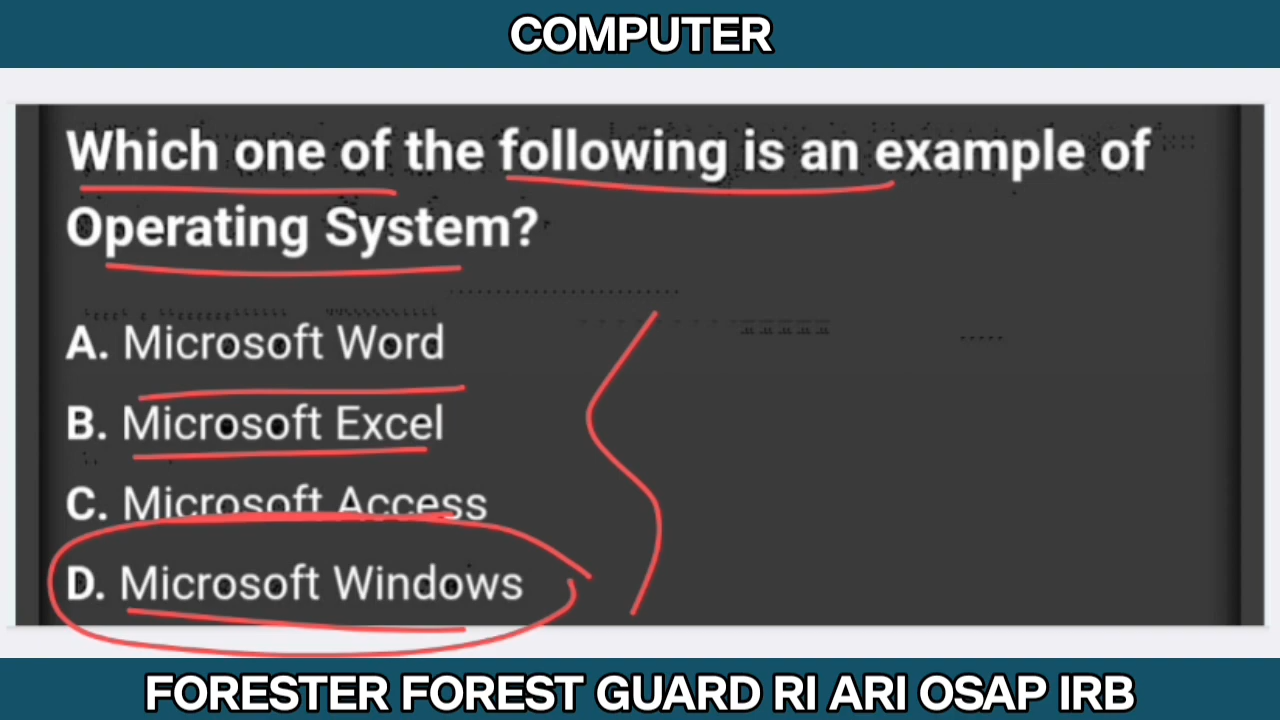 COMPUTER
Which one of the following is an example of
Operating System?
A. Microsoft Word
B. Microsoft Excel
C. Microsoft Access
D. Microsoft Windows
FORESTER FOREST GUARD RI ARI OSAP IRB